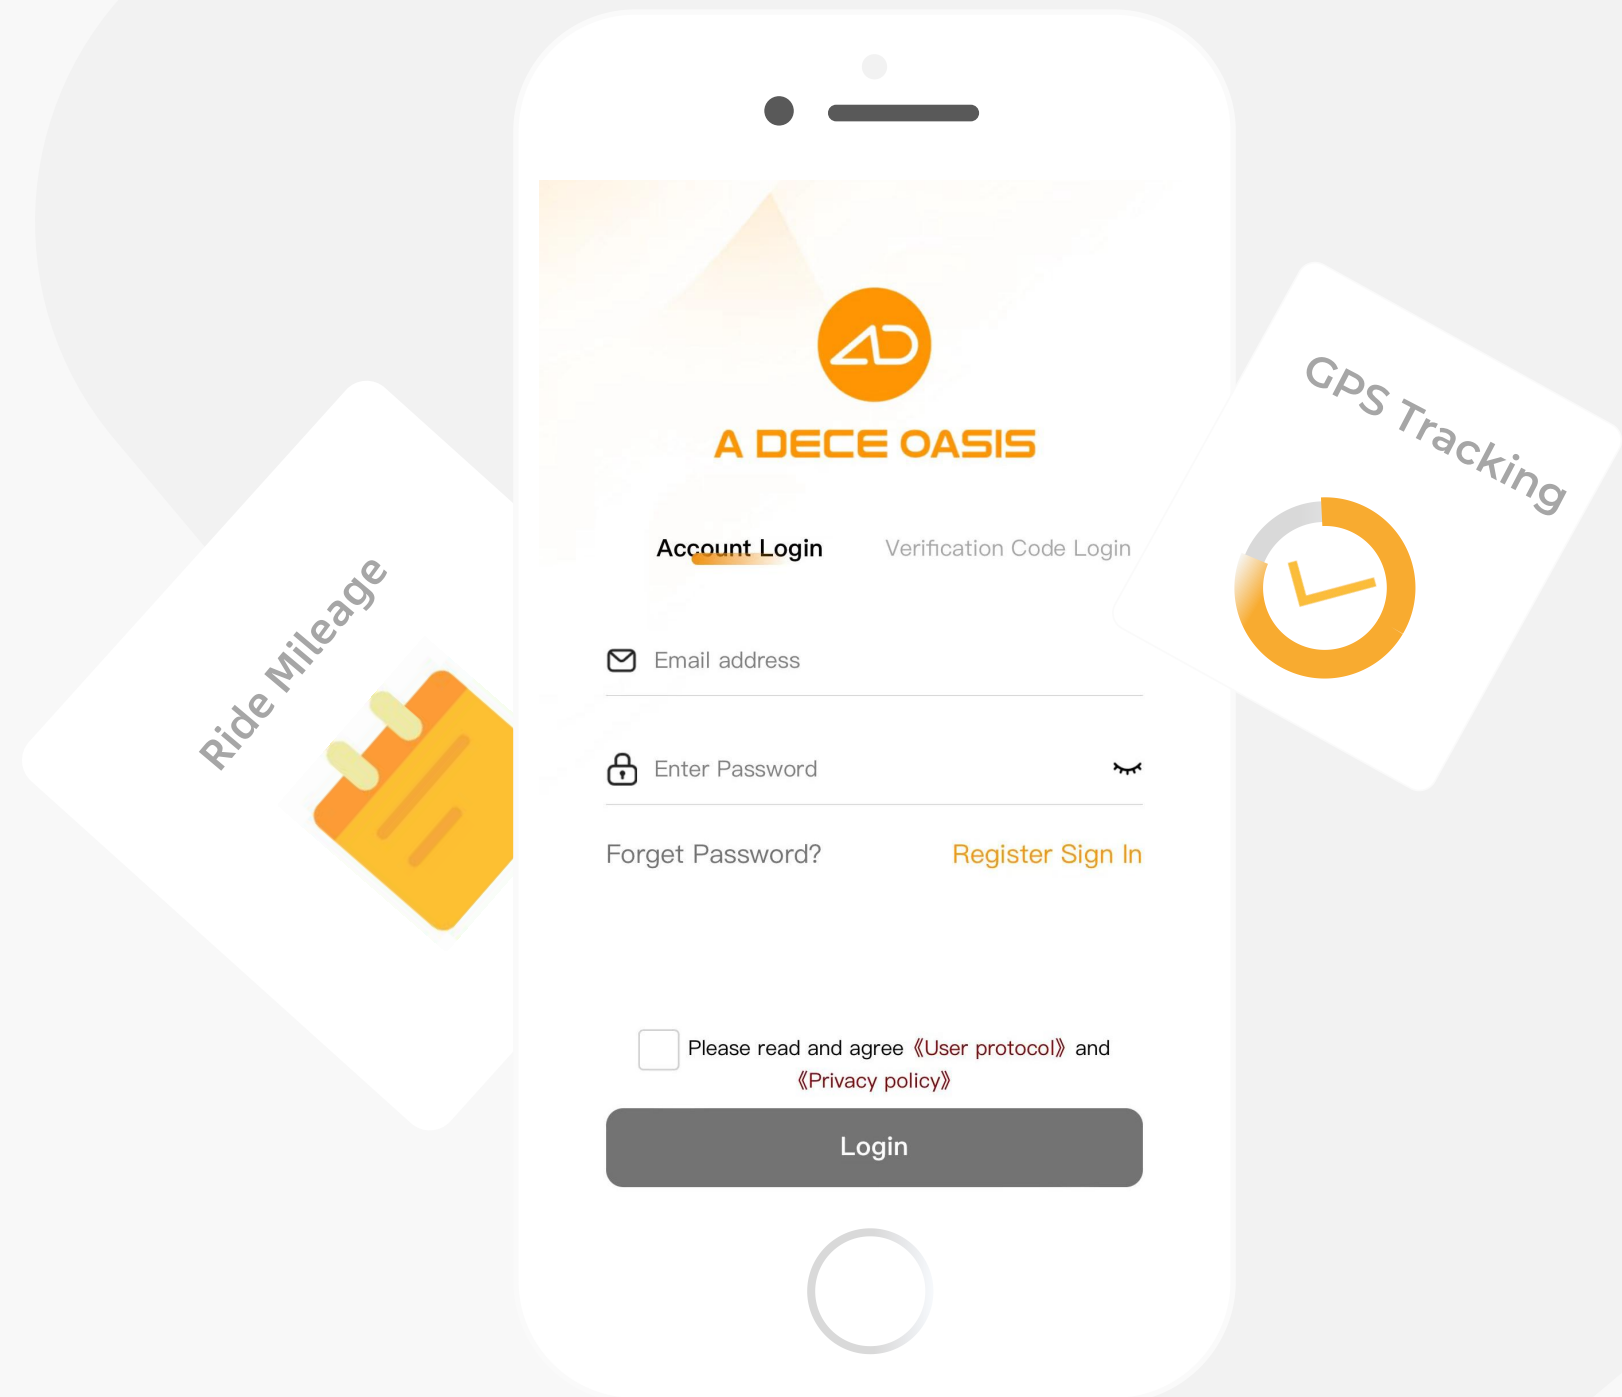 A DECE OASIS
Account Login
Verification Code Login
Email address
Enter Password
Forget Password?
Register Sign In
Please read and agree《User protocol》and
《Privacy policy》
Login
Ride Mileage
GPS Tracking